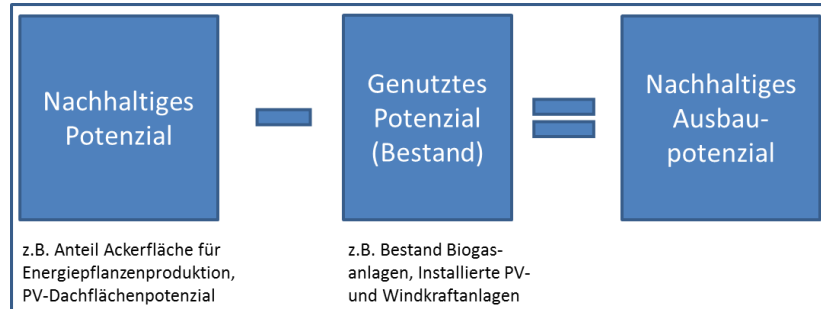 Nachhaltiges
Potenzial
Genutztes
Potenzial
(Bestand)
Nachhaltiges
Ausbau-
potenzial
z.B. Anteil Ackerfläche für
Energiepflanzenproduktion,
PV-Dachflächenpotenzial
z.B. Bestand Biogas-
anlagen, Installierte PV-
und Windkraftanlagen